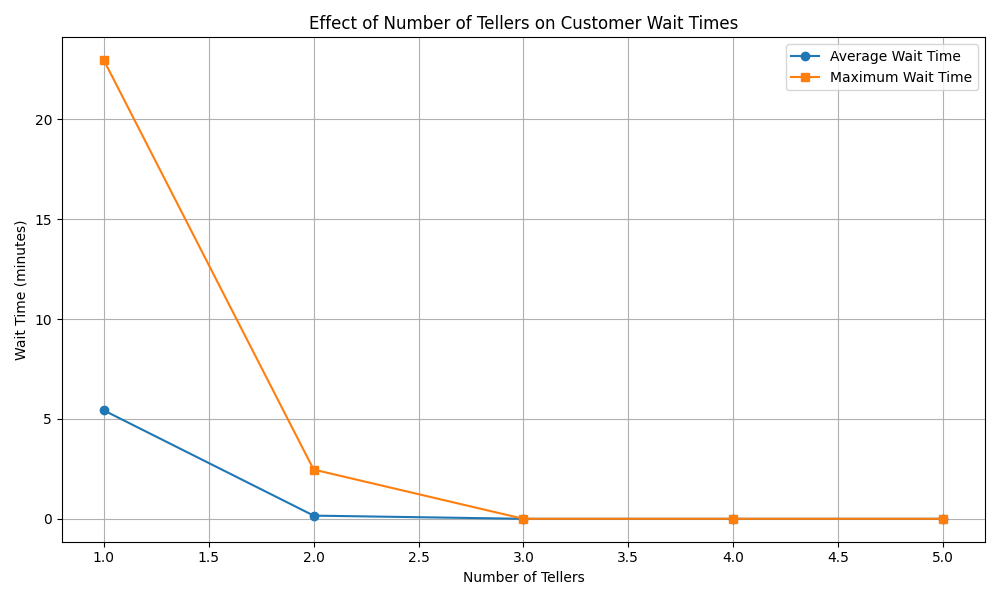 Effect of Number of Tellers on Customer Wait Times
Average Wait Time
Maximum Wait Time
Wait Time (minutes)
20
15
10
5
0
1.0 1.5 2.0 2.5 3.0 3.5 4.0 4.5 5.0
Number of Tellers